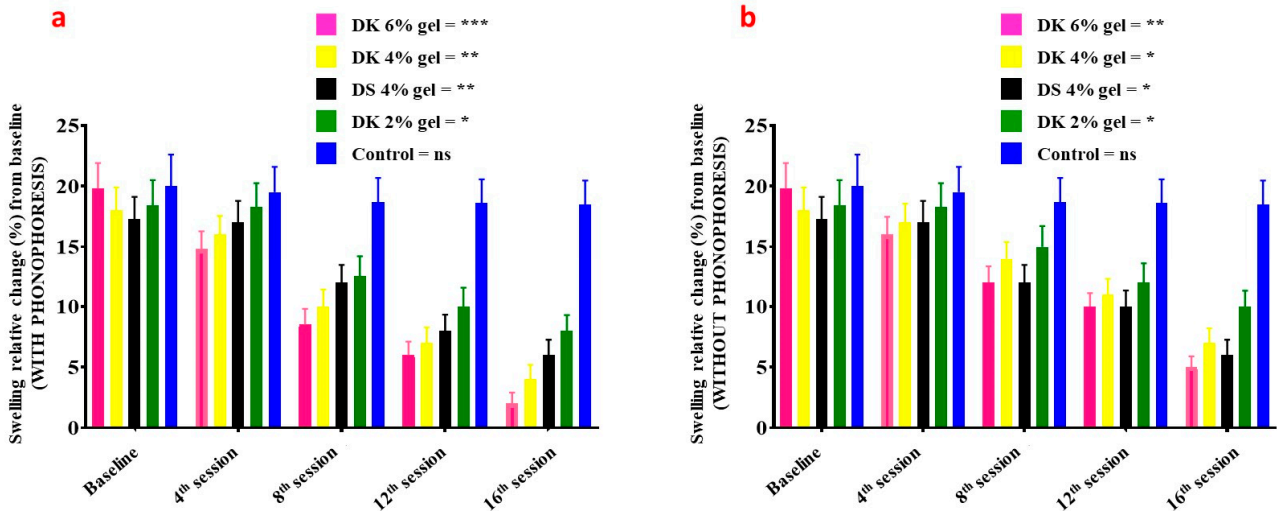 a
DK 6% gel = ***
DK 4% gel = **
DS 4% gel = **
DK 2% gel = *
Control = ns
Swelling relative change (%) from baseline
(WITH PHONOPHORESIS)
25
20
15
10
5
0
Baseline
4th session
8th session
12th session
16th session
b
DK 6% gel = **
DK 4% gel = *
DS 4% gel = *
DK 2% gel = *
Control = ns
Swelling relative change (%) from baseline
(WITHOUT PHONOPHORESIS)
25
20
15
10
5
0
Baseline
4th session
8th session
12th session
16th session